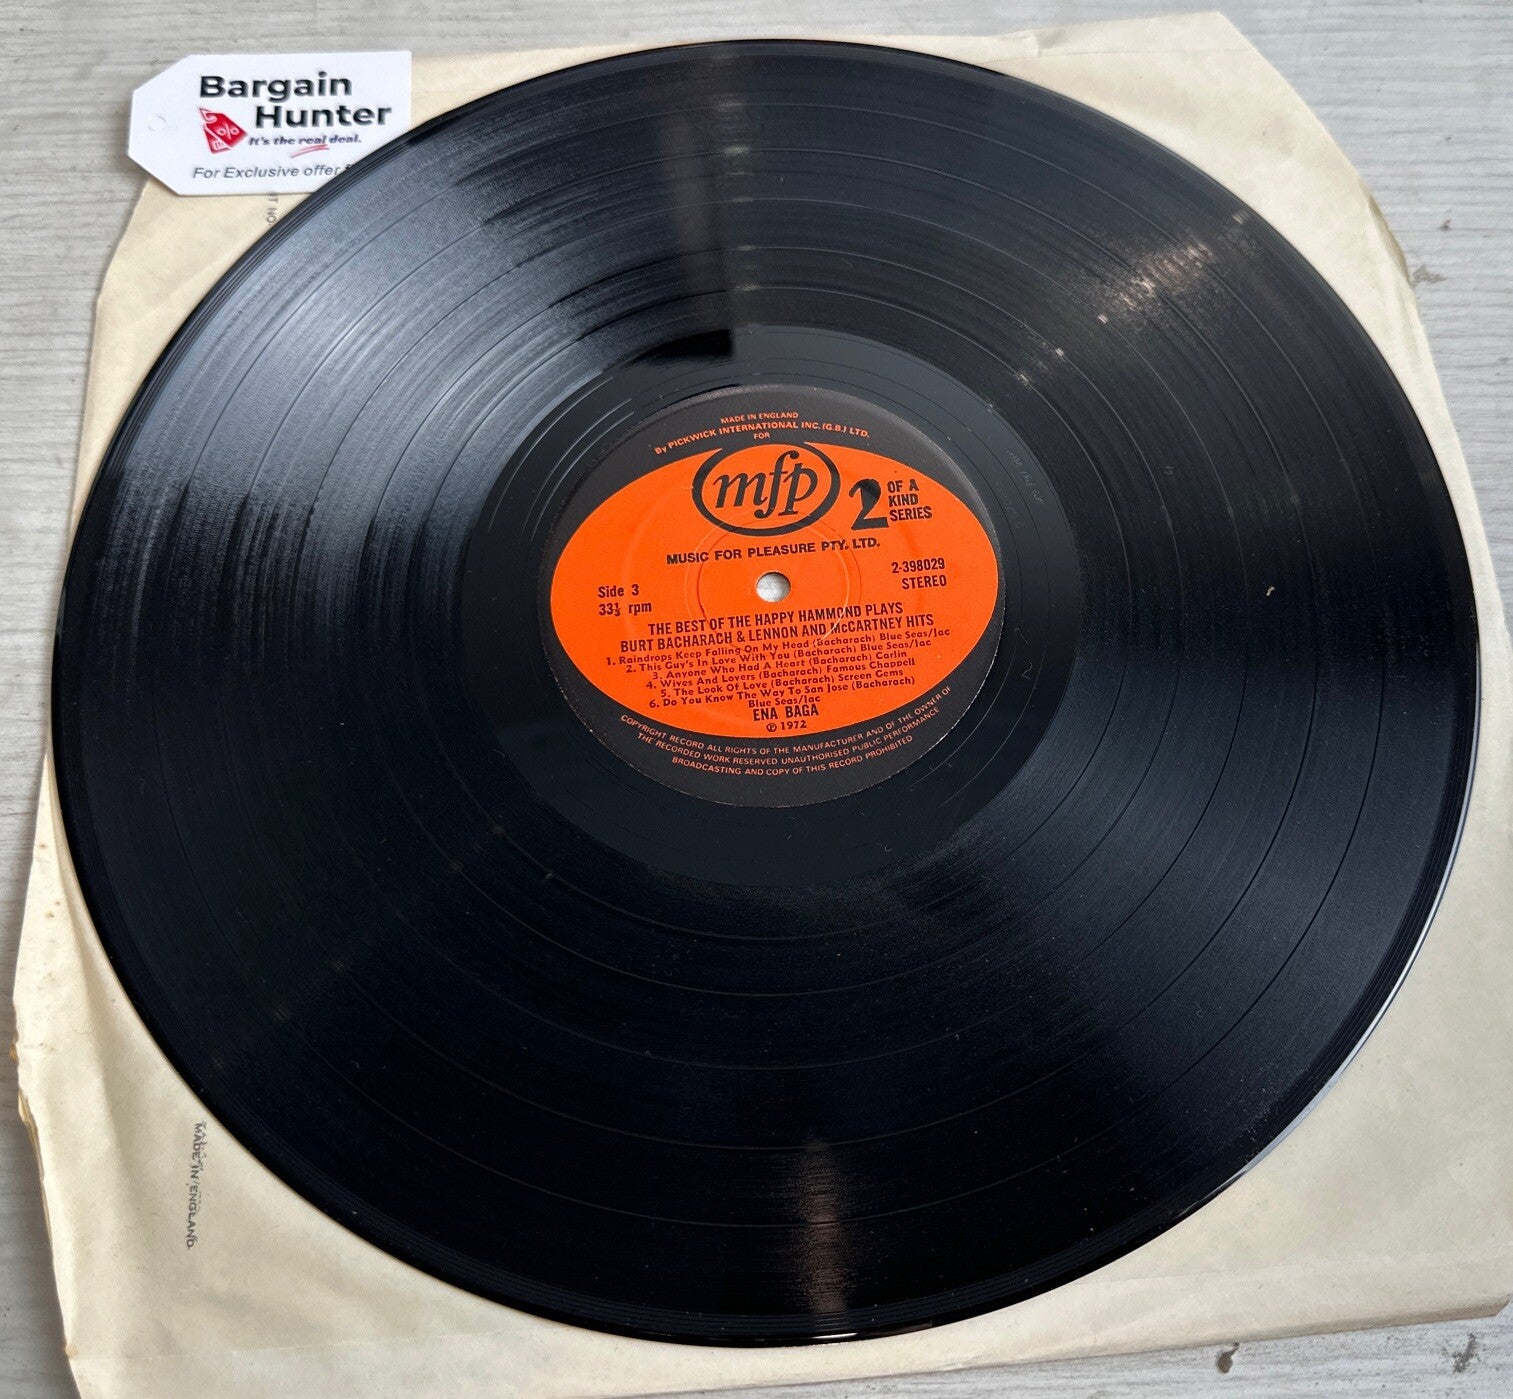 Bargain
Hunter
%
It's the real deal.
For Exclusive offer
MADE IN ENGLAND
By PICKWICK INTERNATIONAL INC. (G.B.) LTD.
FOR
mfp
2 OF A
KIND
SERIES
MUSIC FOR PLEASURE PTY. LTD.
Side 3
33⅓ rpm
2-398029
STEREO
THE BEST OF THE HAPPY HAMMOND PLAYS
BURT BACHARACH & LENNON AND McCARTNEY HITS
1. Raindrops Keep Falling On My Head (Bacharach) Blue Seas/Jac
2. This Guy's In Love With You (Bacharach) Blue Seas/Jac
3. Anyone Who Had A Heart (Bacharach) Carlin
4. Wives And Lovers (Bacharach) Famous Chappell
5. The Look Of Love (Bacharach) Screen Gems
6. Do You Know The Way To San Jose (Bacharach)
Blue Seas/Jac
ENA BAGA
℗ 1972
COPYRIGHT RECORD ALL RIGHTS OF THE MANUFACTURER AND OF THE OWNER OF
THE RECORDED WORK RESERVED UNAUTHORISED PUBLIC PERFORMANCE
BROADCASTING AND COPY OF THIS RECORD PROHIBITED
MADE IN ENGLAND